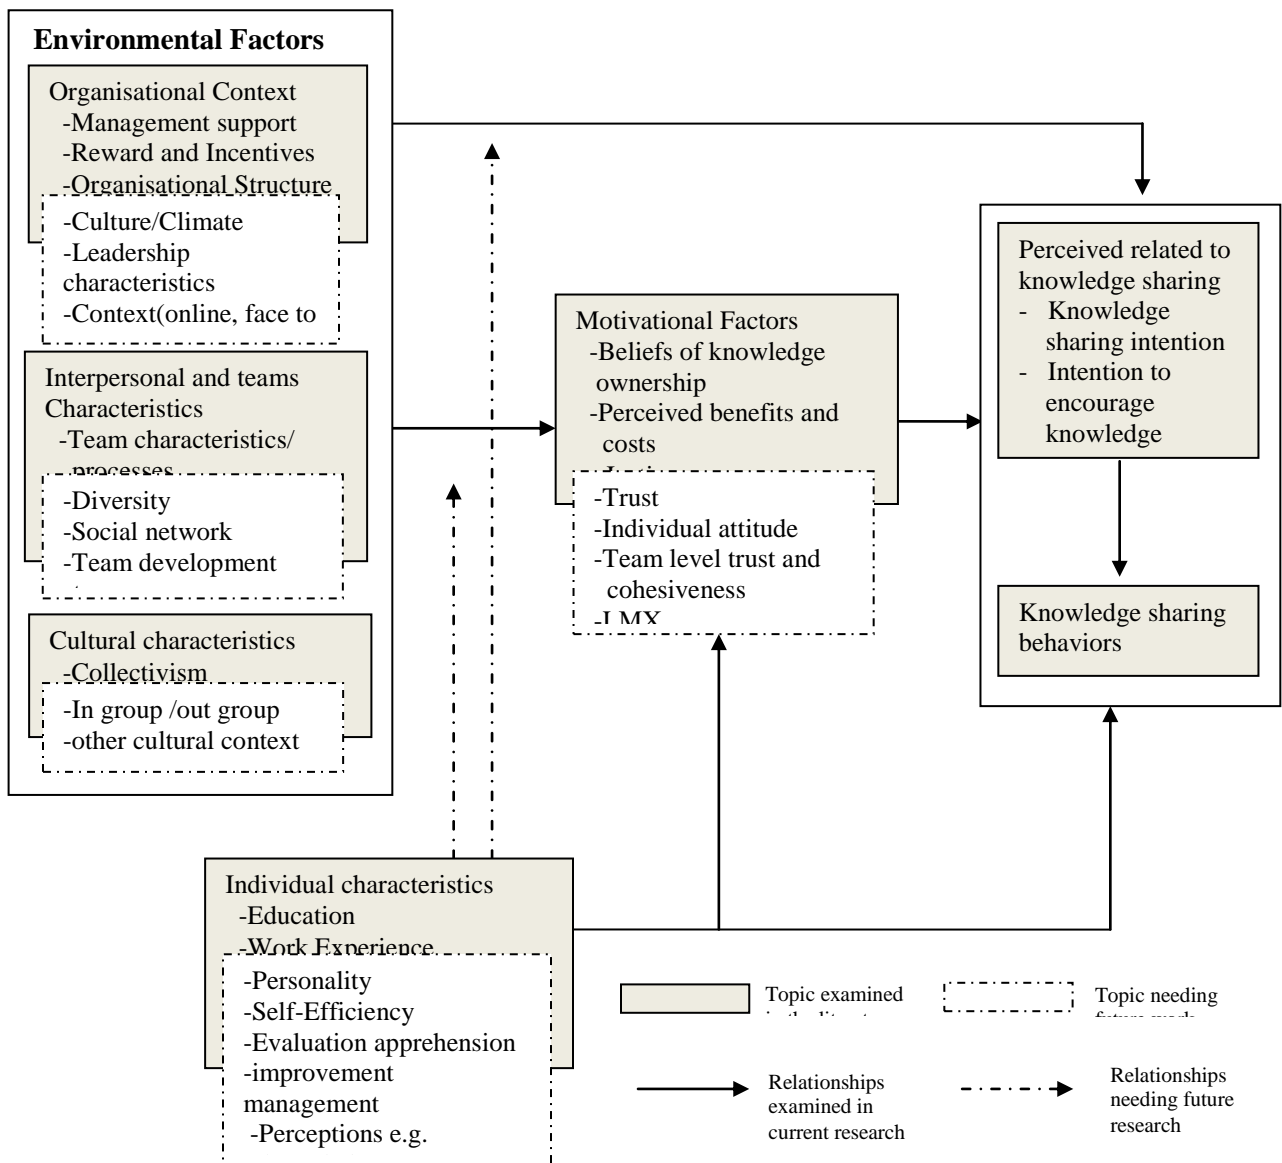 Environmental Factors
Organisational Context
-Management support
-Reward and Incentives
-Organisational Structure
-Culture/Climate
-Leadership
characteristics
-Context(online, face to
Interpersonal and teams
Characteristics
-Team characteristics/
processes
-Diversity
-Social network
-Team development
Cultural characteristics
-Collectivism
-In group /out group
-other cultural context
Motivational Factors
-Beliefs of knowledge
ownership
-Perceived benefits and
costs
-Trust
-Individual attitude
-Team level trust and
cohesiveness
-LMX
Perceived related to
knowledge sharing
- Knowledge
sharing intention
- Intention to
encourage
knowledge
Knowledge sharing
behaviors
Individual characteristics
-Education
-Work Experience
-Personality
-Self-Efficiency
-Evaluation apprehension
-improvement
management
-Perceptions e.g.
Topic examined
Topic needing
Relationships
examined in
current research
Relationships
needing future
research